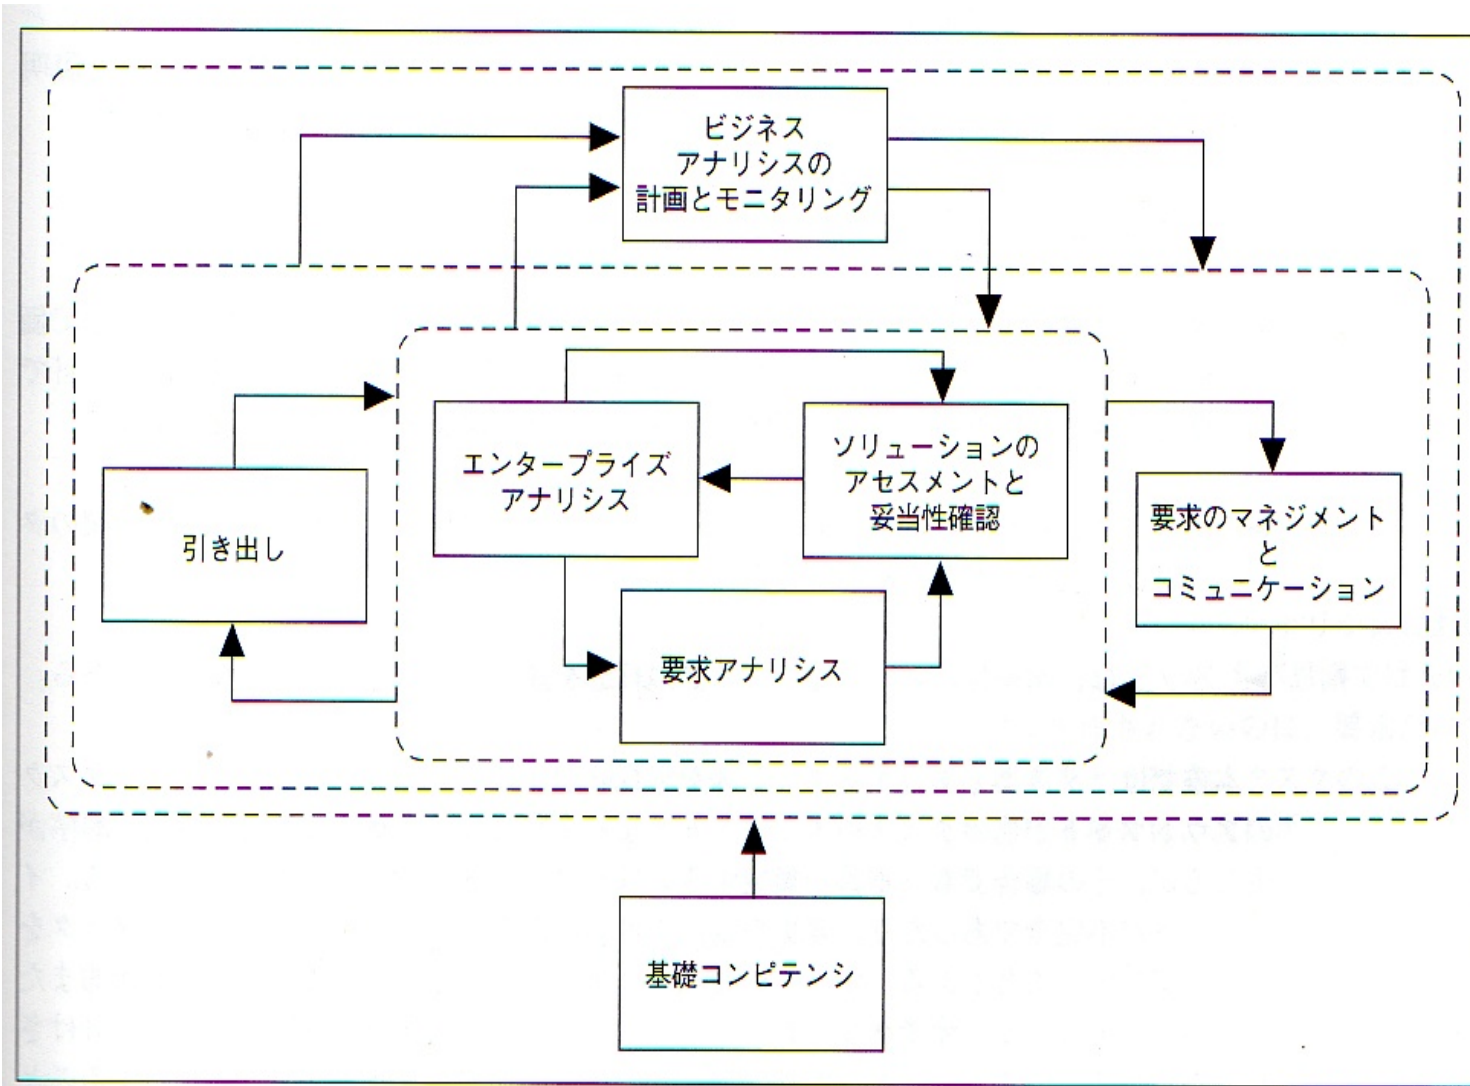 ビジネス
アナリシスの
計画とモニタリング
エンタープライズ
アナリシス
ソリューションの
アセスメントと
妥当性確認
引き出し
要求のマネジメント
と
コミュニケーション
要求アナリシス
基礎コンピテンシ